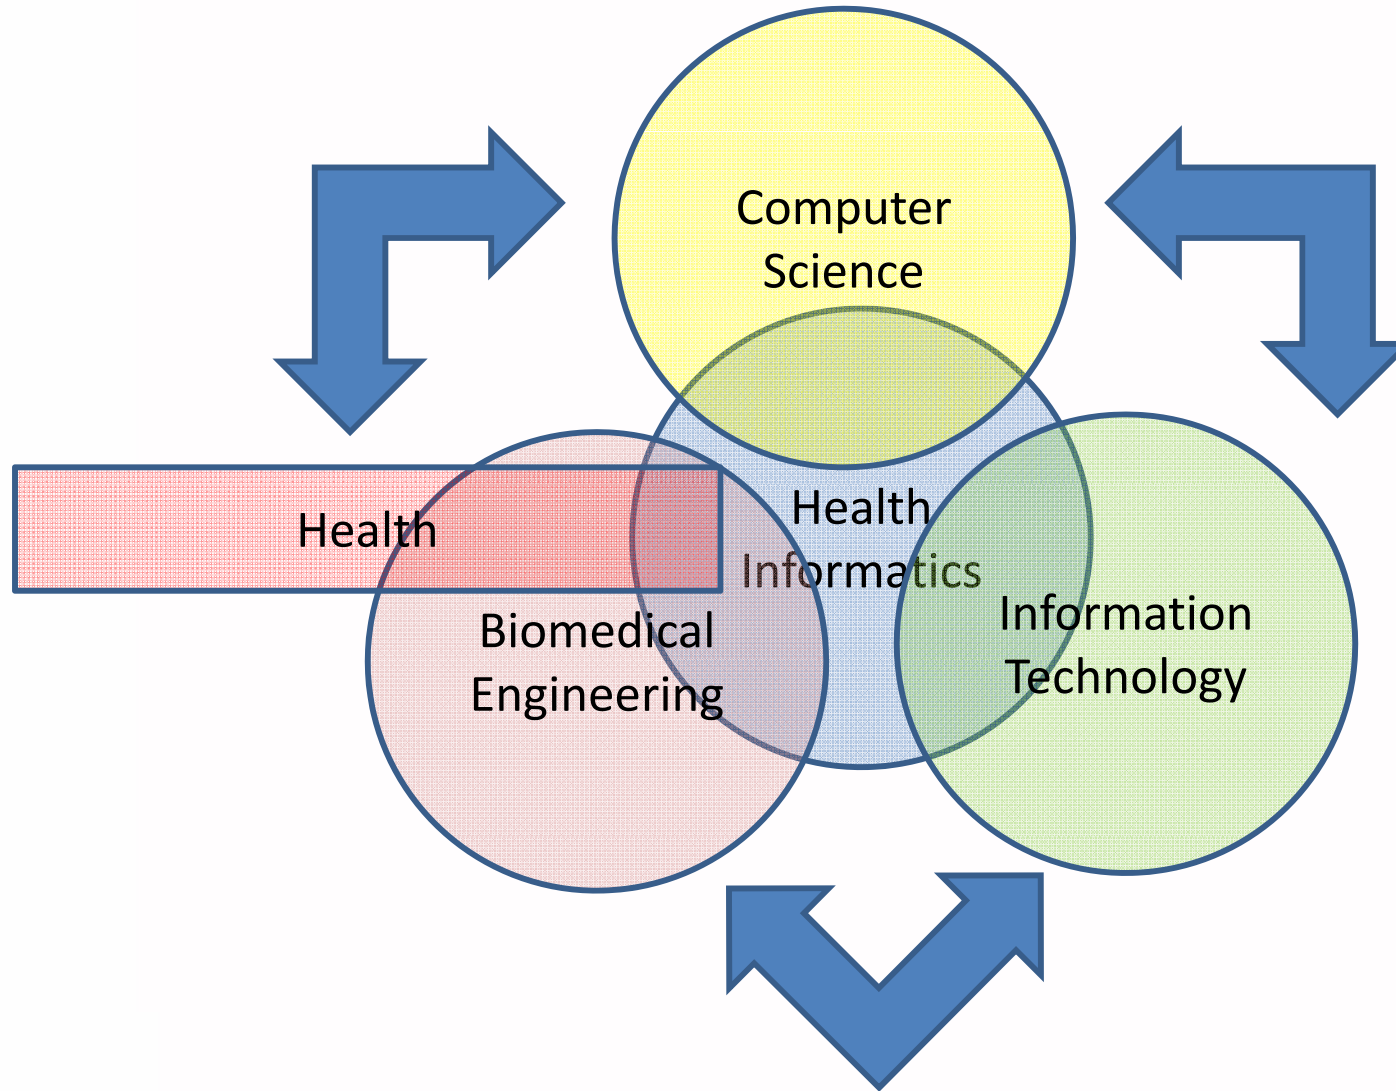 Computer
Science
Health
Health
Informatics
Biomedical
Engineering
Information
Technology